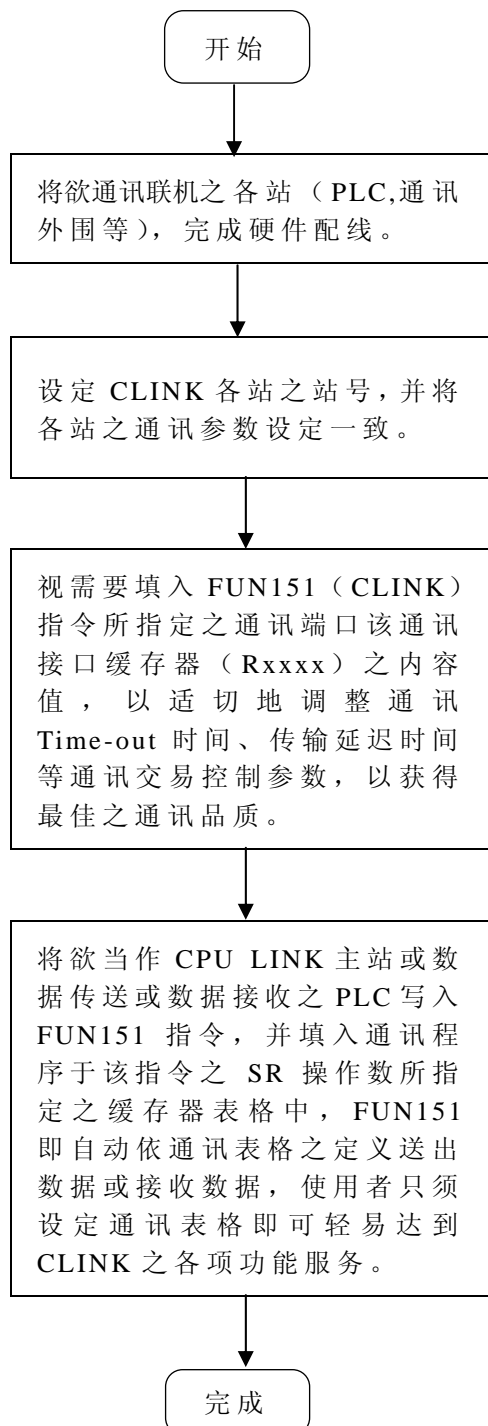 开始
将欲通讯联机之各站（PLC,通讯
外围等），完成硬件配线。
设定 CLINK 各站之站号，并将
各站之通讯参数设定一致。
视需要填入 FUN151（CLINK）
指令所指定之通讯端口该通讯
接口缓存器（Rxxxx）之内容
值，以适切地调整通讯
Time-out 时间、传输延迟时间
等通讯交易控制参数，以获得
最佳之通讯品质。
将欲当作 CPU LINK 主站或数
据传送或数据接收之 PLC 写入
FUN151 指令，并填入通讯程
序于该指令之 SR 操作数所指
定之缓存器表格中，FUN151
即自动依通讯表格之定义送出
数据或接收数据，使用者只须
设定通讯表格即可轻易达到
CLINK 之各项功能服务。
完成